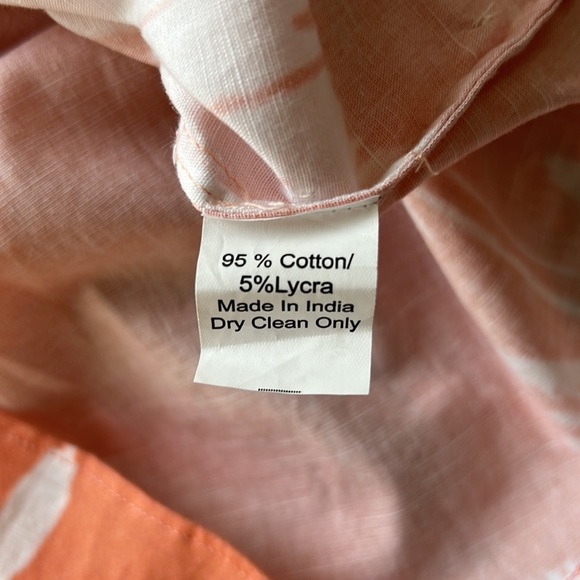 95 % Cotton/
5%Lycra
Made In India
Dry Clean Only